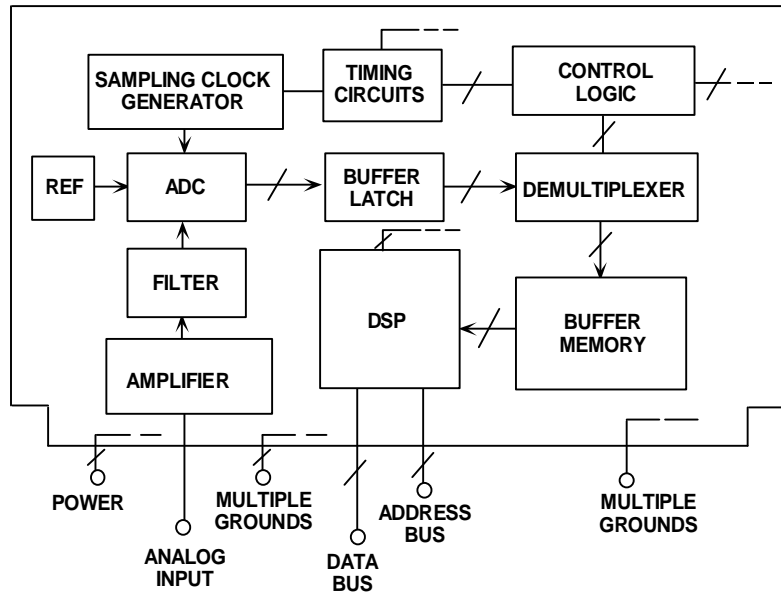 SAMPLING CLOCK
GENERATOR
TIMING
CIRCUITS
CONTROL
LOGIC
REF
ADC
BUFFER
LATCH
DEMULTIPLEXER
FILTER
DSP
BUFFER
MEMORY
AMPLIFIER
POWER
MULTIPLE
GROUNDS
ADDRESS
BUS
MULTIPLE
GROUNDS
ANALOG
INPUT
DATA
BUS